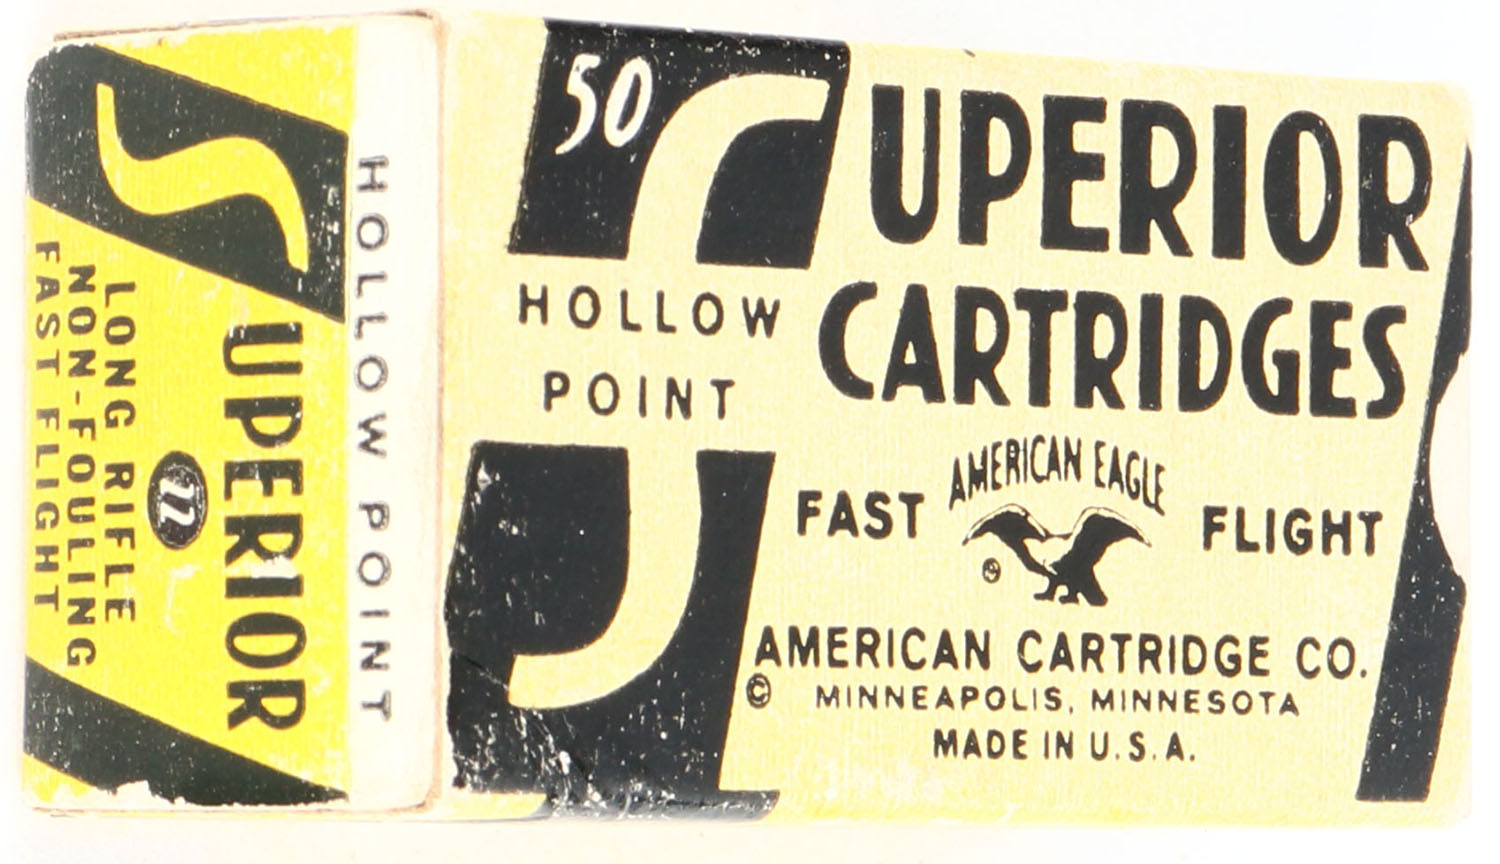 50
SUPERIOR
CARTRIDGES
HOLLOW
POINT
AMERICAN EAGLE
FAST FLIGHT
AMERICAN CARTRIDGE CO.
© MINNEAPOLIS, MINNESOTA
MADE IN U.S.A.
HOLLOW POINT
SUPERIOR
22
LONG RIFLE
NON-FOULING
FAST FLIGHT